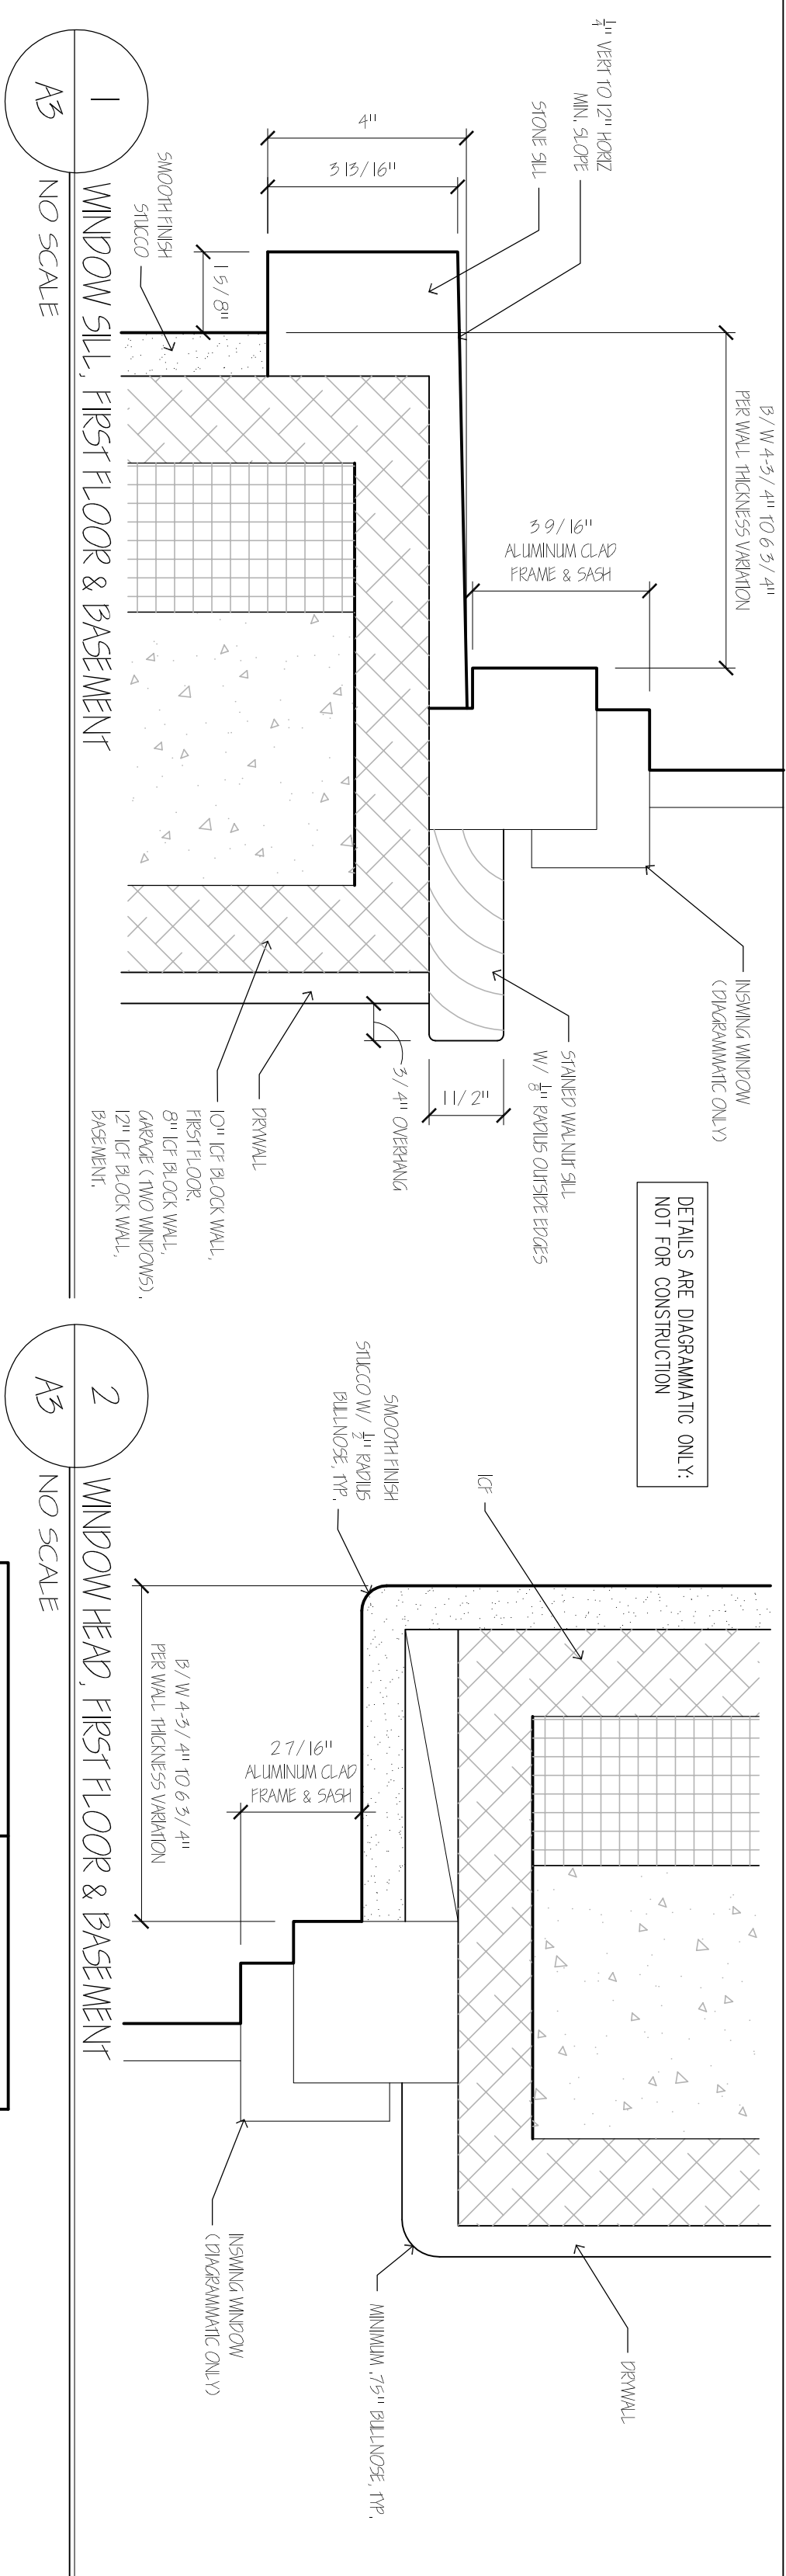 1/4" VERT TO 12" HORIZ
MIN. SLOPE
STONE SILL
4"
3 13/16"
1 5/8"
SMOOTH FINISH
STUCCO
B/W 4-3/4" TO 6 3/4"
PER WALL THICKNESS VARIATION
3 9/16"
ALUMINUM CLAD
FRAME & SASH
INSWING WINDOW
(DIAGRAMMATIC ONLY)
STAINED WALNUT SILL
W/ 1/8" RADIUS OUTSIDE EDGES
1 1/2"
3/4" OVERHANG
DRYWALL
10" ICF BLOCK WALL,
FIRST FLOOR.
8" ICF BLOCK WALL,
GARAGE (TWO WINDOWS).
12" ICF BLOCK WALL,
BASEMENT.
1
A3
WINDOW SILL, FIRST FLOOR & BASEMENT
NO SCALE
DETAILS ARE DIAGRAMMATIC ONLY:
NOT FOR CONSTRUCTION
ICF
SMOOTH FINISH
STUCCO W/ 1/2" RADIUS
BULLNOSE, TYP.
2 7/16"
ALUMINUM CLAD
FRAME & SASH
B/W 4-3/4" TO 6 3/4"
PER WALL THICKNESS VARIATION
DRYWALL
MINIMUM .75" BULLNOSE, TYP.
INSWING WINDOW
(DIAGRAMMATIC ONLY)
2
A3
WINDOW HEAD, FIRST FLOOR & BASEMENT
NO SCALE